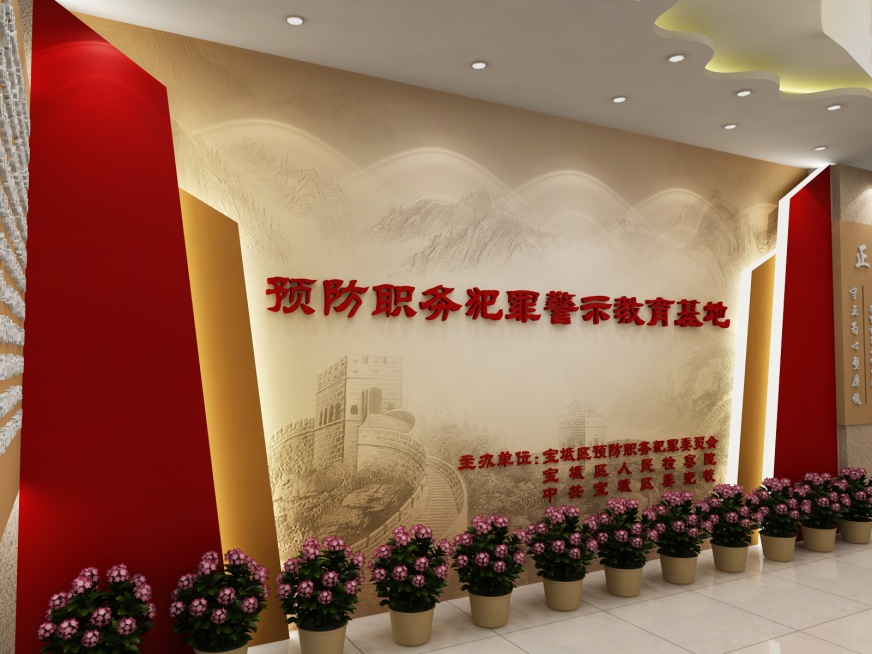 预防职务犯罪警示教育基地
主办单位:宝坻区预防职务犯罪委员会
宝坻区人民检察院
中共宝坻区委党校
正